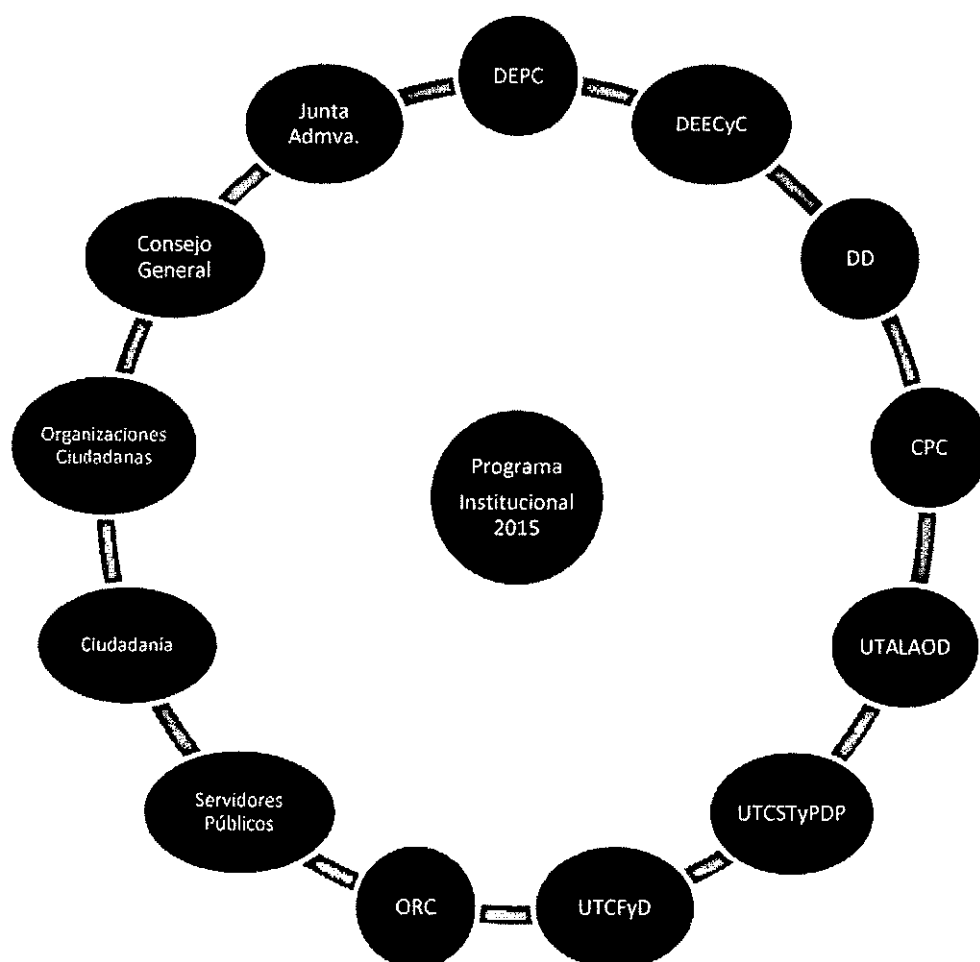 DEPC
DEECyC
DD
CPC
UTALAOD
UTCSTyPDP
UTCFyD
ORC
Servidores
Públicos
Ciudadanía
Organizaciones
Ciudadanas
Consejo
General
Junta
Admva.
Programa
Institucional
2015